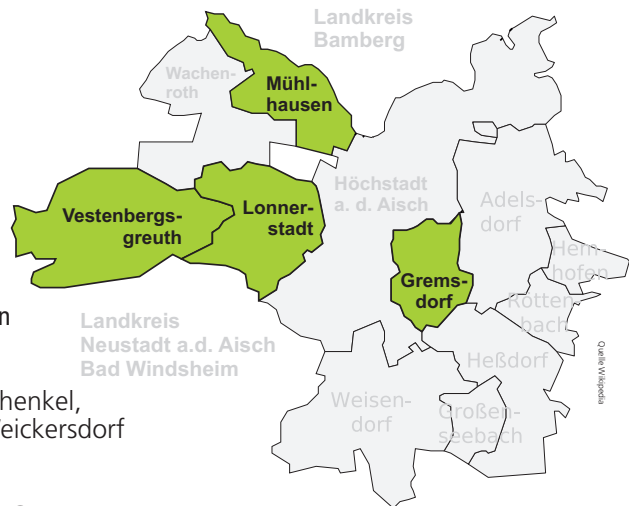 Landkreis
Bamberg
Wachen-
roth
Mühl-
hausen
Höchstadt
a. d. Aisch
Adels-
dorf
Vestenbergs-
greuth
Lonner-
stadt
Hem-
hofen
Grems-
dorf
Rötten-
bach
n
Landkreis
Neustadt a.d. Aisch
Bad Windsheim
Heßdorf
Quelle Wikipedia
henkel,
eickersdorf
Weisen-
dorf
Großen-
seebach